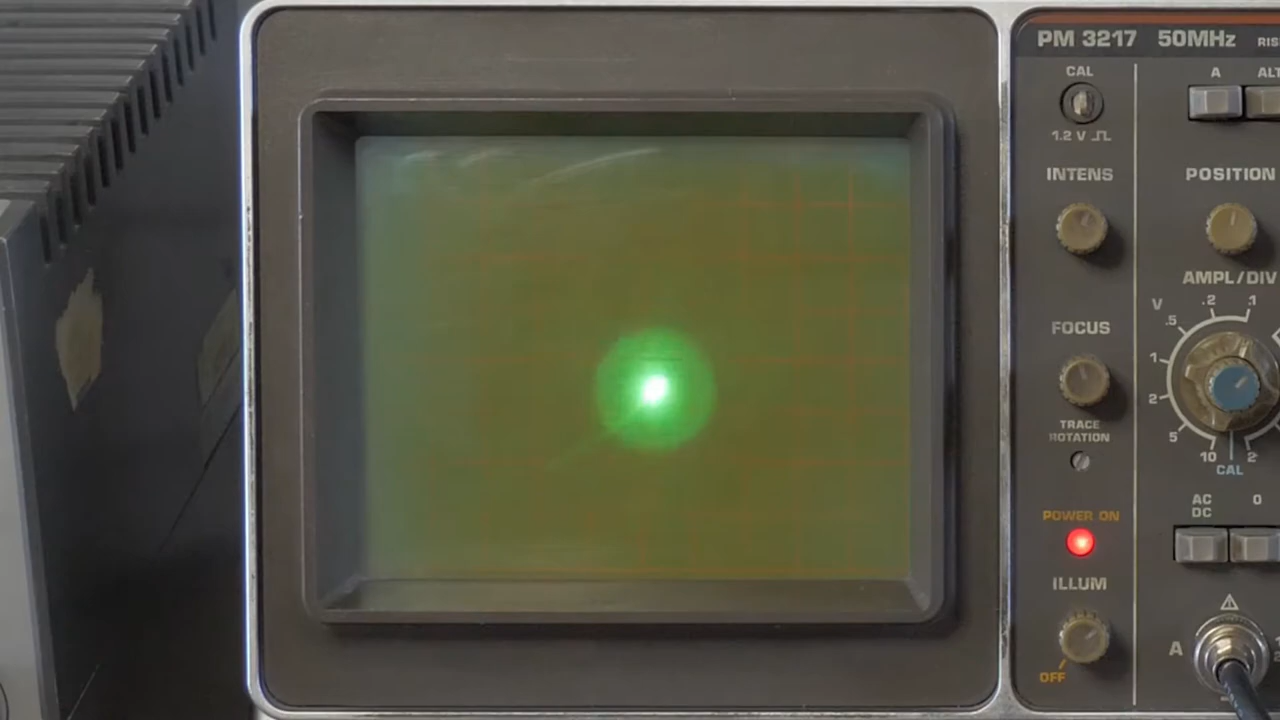 PM 3217 50MHz
CAL
A
1.2 V
INTENS
POSITION
AMPL/DIV
V
.5
.2
.1
1
2
5
10
2
CAL
FOCUS
TRACE
ROTATION
POWER ON
AC
DC
0
ILLUM
OFF
A